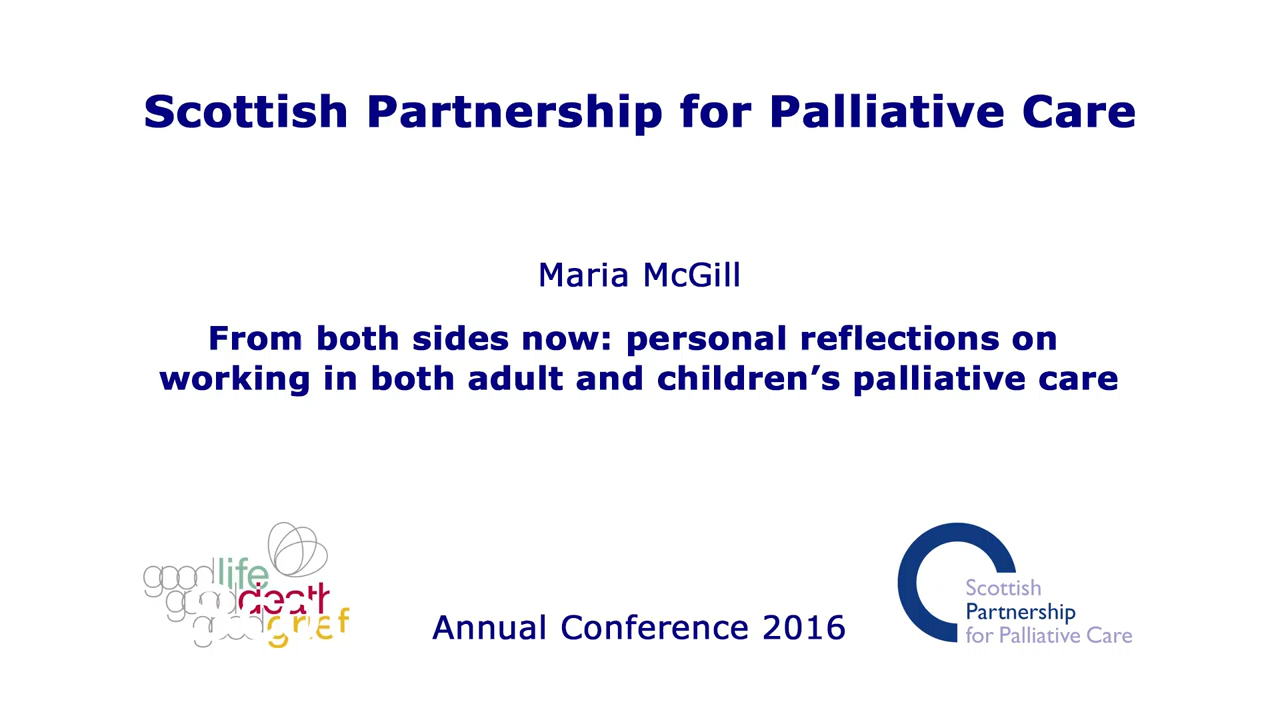 Scottish Partnership for Palliative Care
Maria McGill
From both sides now: personal reflections on
working in both adult and children’s palliative care
good life
good death
good grief
Annual Conference 2016
Scottish
Partnership
for Palliative Care